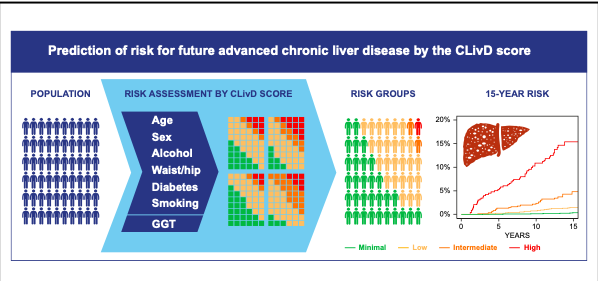 Prediction of risk for future advanced chronic liver disease by the CLivD score
POPULATION
RISK ASSESSMENT BY CLivD SCORE
RISK GROUPS
15-YEAR RISK
Age
Sex
Alcohol
Waist/hip
Diabetes
Smoking
GGT
20%
15%
10%
5%
0%
0 5 10 15
YEARS
Minimal Low Intermediate High